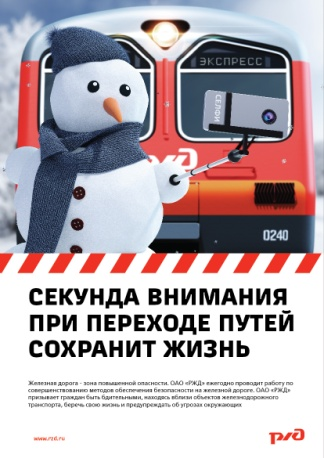 ЭКСПРЕСС
СЕЛФИ
РЖД
0240
СЕКУНДА ВНИМАНИЯ
ПРИ ПЕРЕХОДЕ ПУТЕЙ
СОХРАНИТ ЖИЗНЬ
Железная дорога - зона повышенной опасности. ОАО «РЖД» ежегодно проводит работу по
совершенствованию методов обеспечения безопасности на железной дороге. ОАО «РЖД»
призывает граждан быть бдительными, находясь вблизи объектов железнодорожного
транспорта, беречь свою жизнь и предупреждать об угрозах окружающих
www.rzd.ru
РЖД